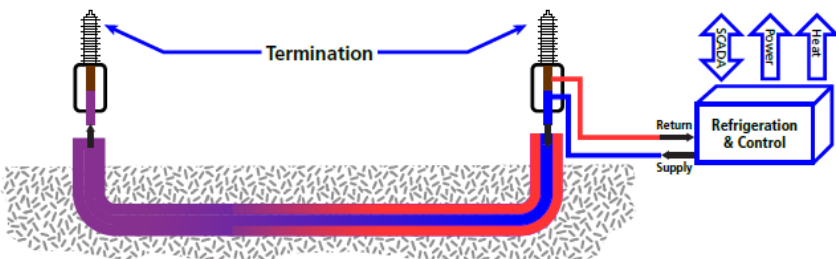 SCADA
Power
Heat
Termination
Return
Refrigeration
& Control
Supply